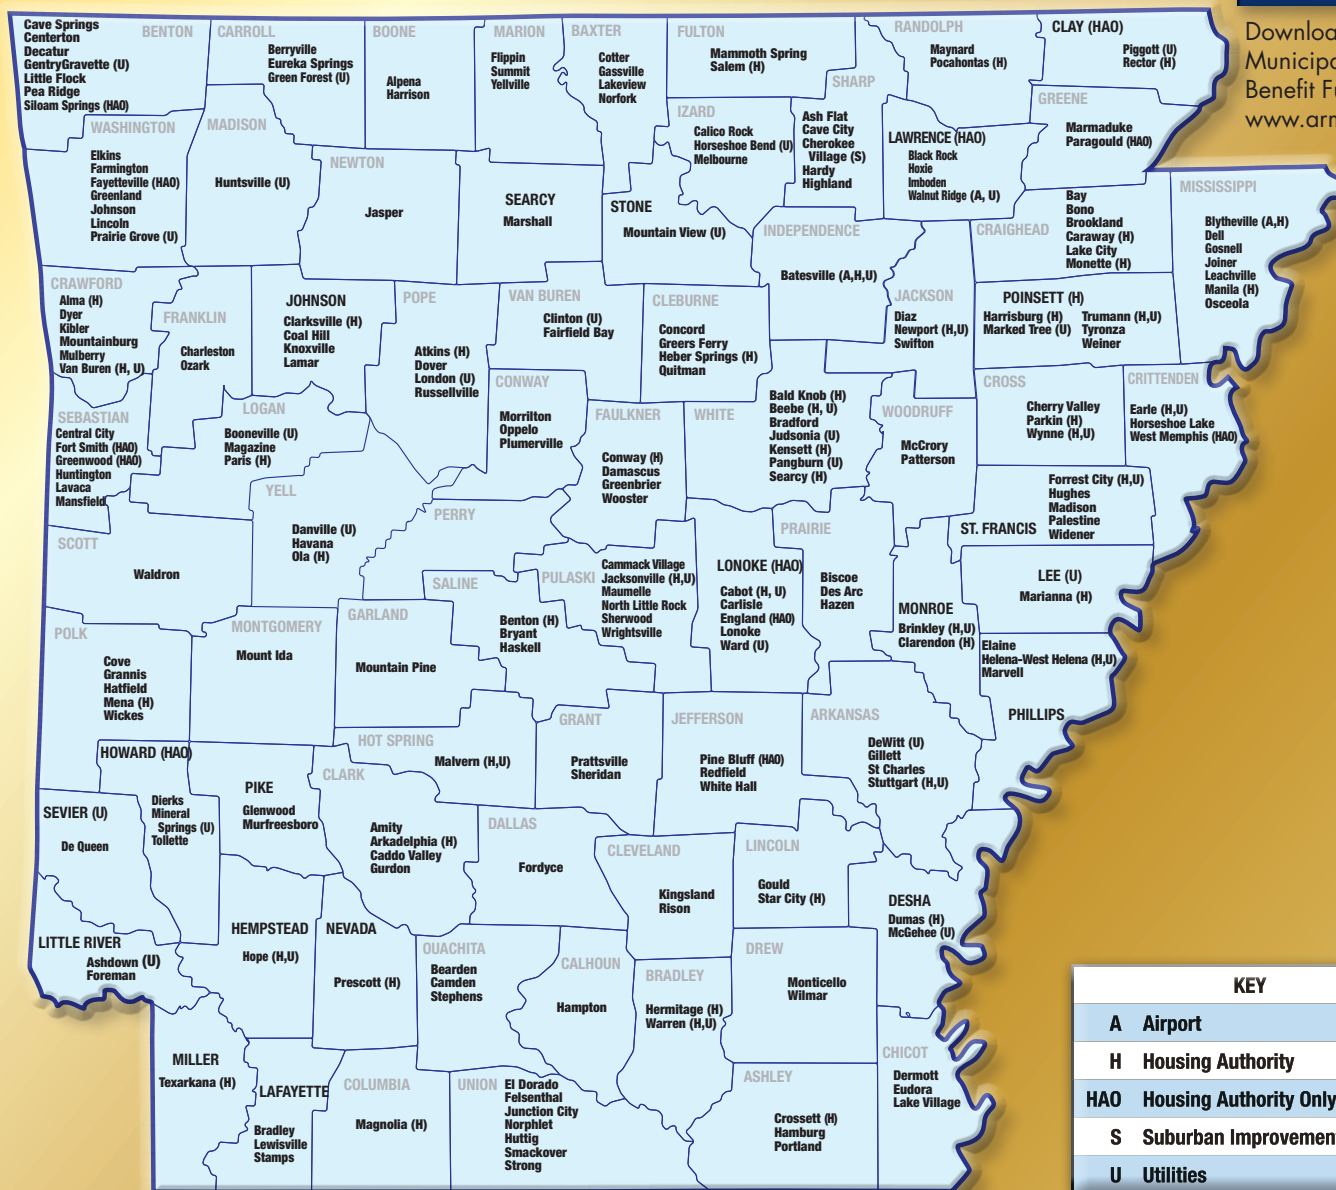 BENTON
Cave Springs
Centerton
Decatur
GentryGravette (U)
Little Flock
Pea Ridge
Siloam Springs (HAO)
CARROLL
Berryville
Eureka Springs
Green Forest (U)
BOONE
Alpena
Harrison
MARION
Flippin
Summit
Yellville
BAXTER
Cotter
Gassville
Lakeview
Norfork
FULTON
Mammoth Spring
Salem (H)
SHARP
Ash Flat
Cave City
Cherokee
Village (S)
Hardy
Highland
RANDOLPH
Maynard
Pocahontas (H)
CLAY (HAO)
Piggott (U)
Rector (H)
Downloa
Municipa
Benefit Fu
www.arm
WASHINGTON
Elkins
Farmington
Fayetteville (HAO)
Greenland
Johnson
Lincoln
Prairie Grove (U)
MADISON
Huntsville (U)
NEWTON
Jasper
SEARCY
Marshall
STONE
Mountain View (U)
IZARD
Calico Rock
Horseshoe Bend (U)
Melbourne
LAWRENCE (HAO)
Black Rock
Hoxie
Imboden
Walnut Ridge (A, U)
GREENE
Marmaduke
Paragould (HAO)
INDEPENDENCE
Batesville (A,H,U)
CRAIGHEAD
Bay
Bono
Brookland
Caraway (H)
Lake City
Monette (H)
MISSISSIPPI
Blytheville (A,H)
Dell
Gosnell
Joiner
Leachville
Manila (H)
Osceola
CRAWFORD
Alma (H)
Dyer
Kibler
Mountainburg
Mulberry
Van Buren (H, U)
FRANKLIN
Charleston
Ozark
JOHNSON
Clarksville (H)
Coal Hill
Knoxville
Lamar
POPE
Atkins (H)
Dover
London (U)
Russellville
VAN BUREN
Clinton (U)
Fairfield Bay
CLEBURNE
Concord
Greers Ferry
Heber Springs (H)
Quitman
JACKSON
Diaz
Newport (H,U)
Swifton
POINSETT (H)
Harrisburg (H)
Marked Tree (U)
Trumann (H,U)
Tyronza
Weiner
SEBASTIAN
Central City
Fort Smith (HAO)
Greenwood (HAO)
Huntington
Lavaca
Mansfield
LOGAN
Booneville (U)
Magazine
Paris (H)
CONWAY
Morrilton
Oppelo
Plumerville
FAULKNER
Conway (H)
Damascus
Greenbrier
Wooster
WHITE
Bald Knob (H)
Beebe (H, U)
Bradford
Judsonia (U)
Kensett (H)
Pangburn (U)
Searcy (H)
WOODRUFF
McCrory
Patterson
CROSS
Cherry Valley
Parkin (H)
Wynne (H,U)
CRITTENDEN
Earle (H,U)
Horseshoe Lake
West Memphis (HAO)
YELL
Danville (U)
Havana
Ola (H)
PERRY
ST. FRANCIS
Forrest City (H,U)
Hughes
Madison
Palestine
Widener
SCOTT
Waldron
SALINE
Benton (H)
Bryant
Haskell
PULASKI
Cammack Village
Jacksonville (H,U)
Maumelle
North Little Rock
Sherwood
Wrightsville
LONOKE (HAO)
Cabot (H, U)
Carlisle
England (HAO)
Lonoke
Ward (U)
PRAIRIE
Biscoe
Des Arc
Hazen
MONROE
Brinkley (H,U)
Clarendon (H)
LEE (U)
Marianna (H)
POLK
Cove
Grannis
Hatfield
Mena (H)
Wickes
MONTGOMERY
Mount Ida
GARLAND
Mountain Pine
Elaine
Helena-West Helena (H,U)
Marvell
PHILLIPS
HOWARD (HAO)
Dierks
Mineral
Springs (U)
Tollette
PIKE
Glenwood
Murfreesboro
HOT SPRING
Malvern (H,U)
CLARK
Amity
Arkadelphia (H)
Caddo Valley
Gurdon
GRANT
Prattsville
Sheridan
JEFFERSON
Pine Bluff (HAO)
Redfield
White Hall
ARKANSAS
DeWitt (U)
Gillett
St Charles
Stuttgart (H,U)
SEVIER (U)
De Queen
DALLAS
Fordyce
CLEVELAND
Kingsland
Rison
LINCOLN
Gould
Star City (H)
DESHA
Dumas (H)
McGehee (U)
LITTLE RIVER
Ashdown (U)
Foreman
HEMPSTEAD
Hope (H,U)
NEVADA
Prescott (H)
OUACHITA
Bearden
Camden
Stephens
CALHOUN
Hampton
BRADLEY
Hermitage (H)
Warren (H,U)
DREW
Monticello
Wilmar
MILLER
Texarkana (H)
LAFAYETTE
Bradley
Lewisville
Stamps
COLUMBIA
Magnolia (H)
UNION
El Dorado
Felsenthal
Junction City
Norphlet
Huttig
Smackover
Strong
ASHLEY
Crossett (H)
Hamburg
Portland
CHICOT
Dermott
Eudora
Lake Village
KEY
A Airport
H Housing Authority
HAO Housing Authority Only
S Suburban Improvemen
U Utilities